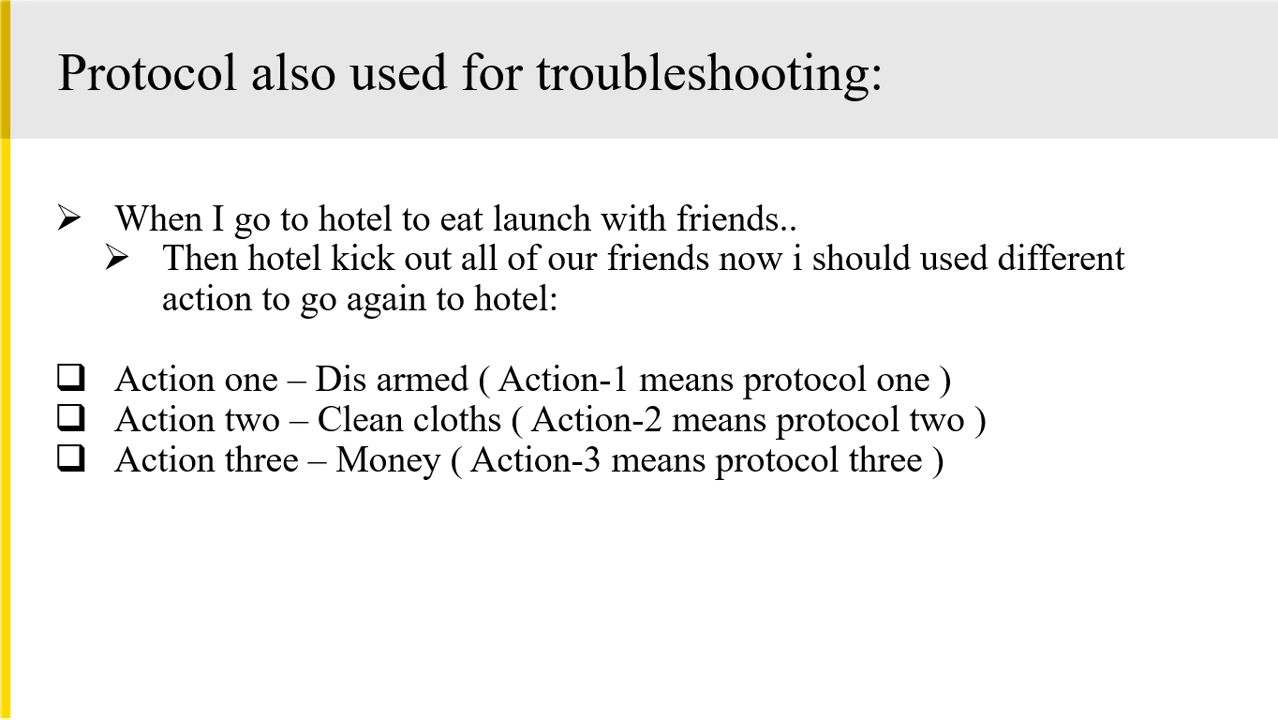 Protocol also used for troubleshooting:
When I go to hotel to eat launch with friends..
Then hotel kick out all of our friends now i should used different
action to go again to hotel:
Action one – Dis armed ( Action-1 means protocol one )
Action two – Clean cloths ( Action-2 means protocol two )
Action three – Money ( Action-3 means protocol three )